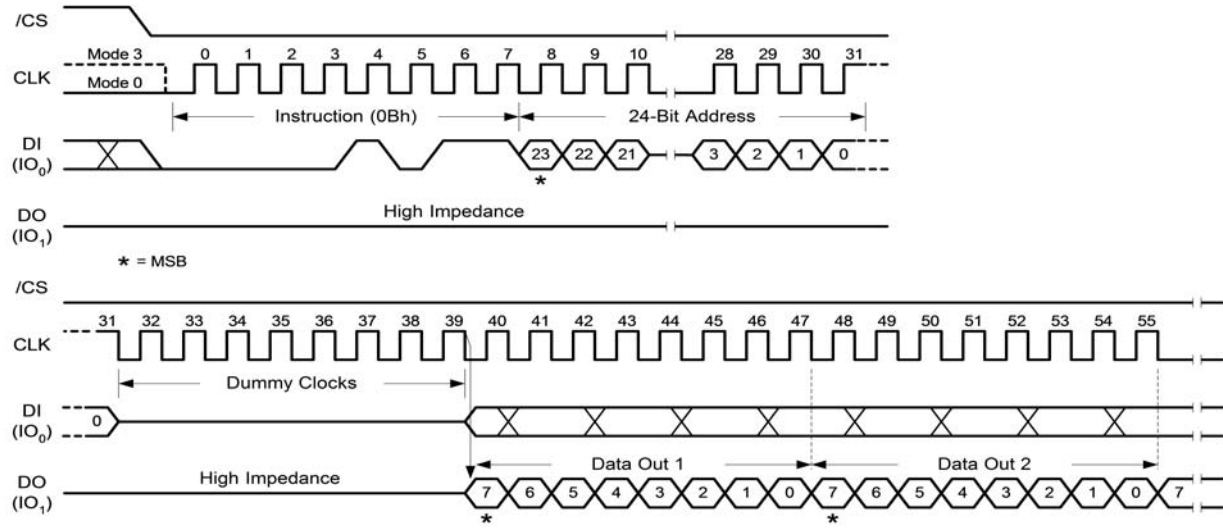 /CS
Mode 3 0 1 2 3 4 5 6 7 8 9 10 28 29 30 31
CLK
Mode 0
Instruction (0Bh) 24-Bit Address
DI
(IO0) 23 22 21 3 2 1 0
*
DO
(IO1) High Impedance
* = MSB
/CS
31 32 33 34 35 36 37 38 39 40 41 42 43 44 45 46 47 48 49 50 51 52 53 54 55
CLK
Dummy Clocks
DI
(IO0) 0
High Impedance Data Out 1 Data Out 2
DO
(IO1) 7 6 5 4 3 2 1 0 7 6 5 4 3 2 1 0 7
* *